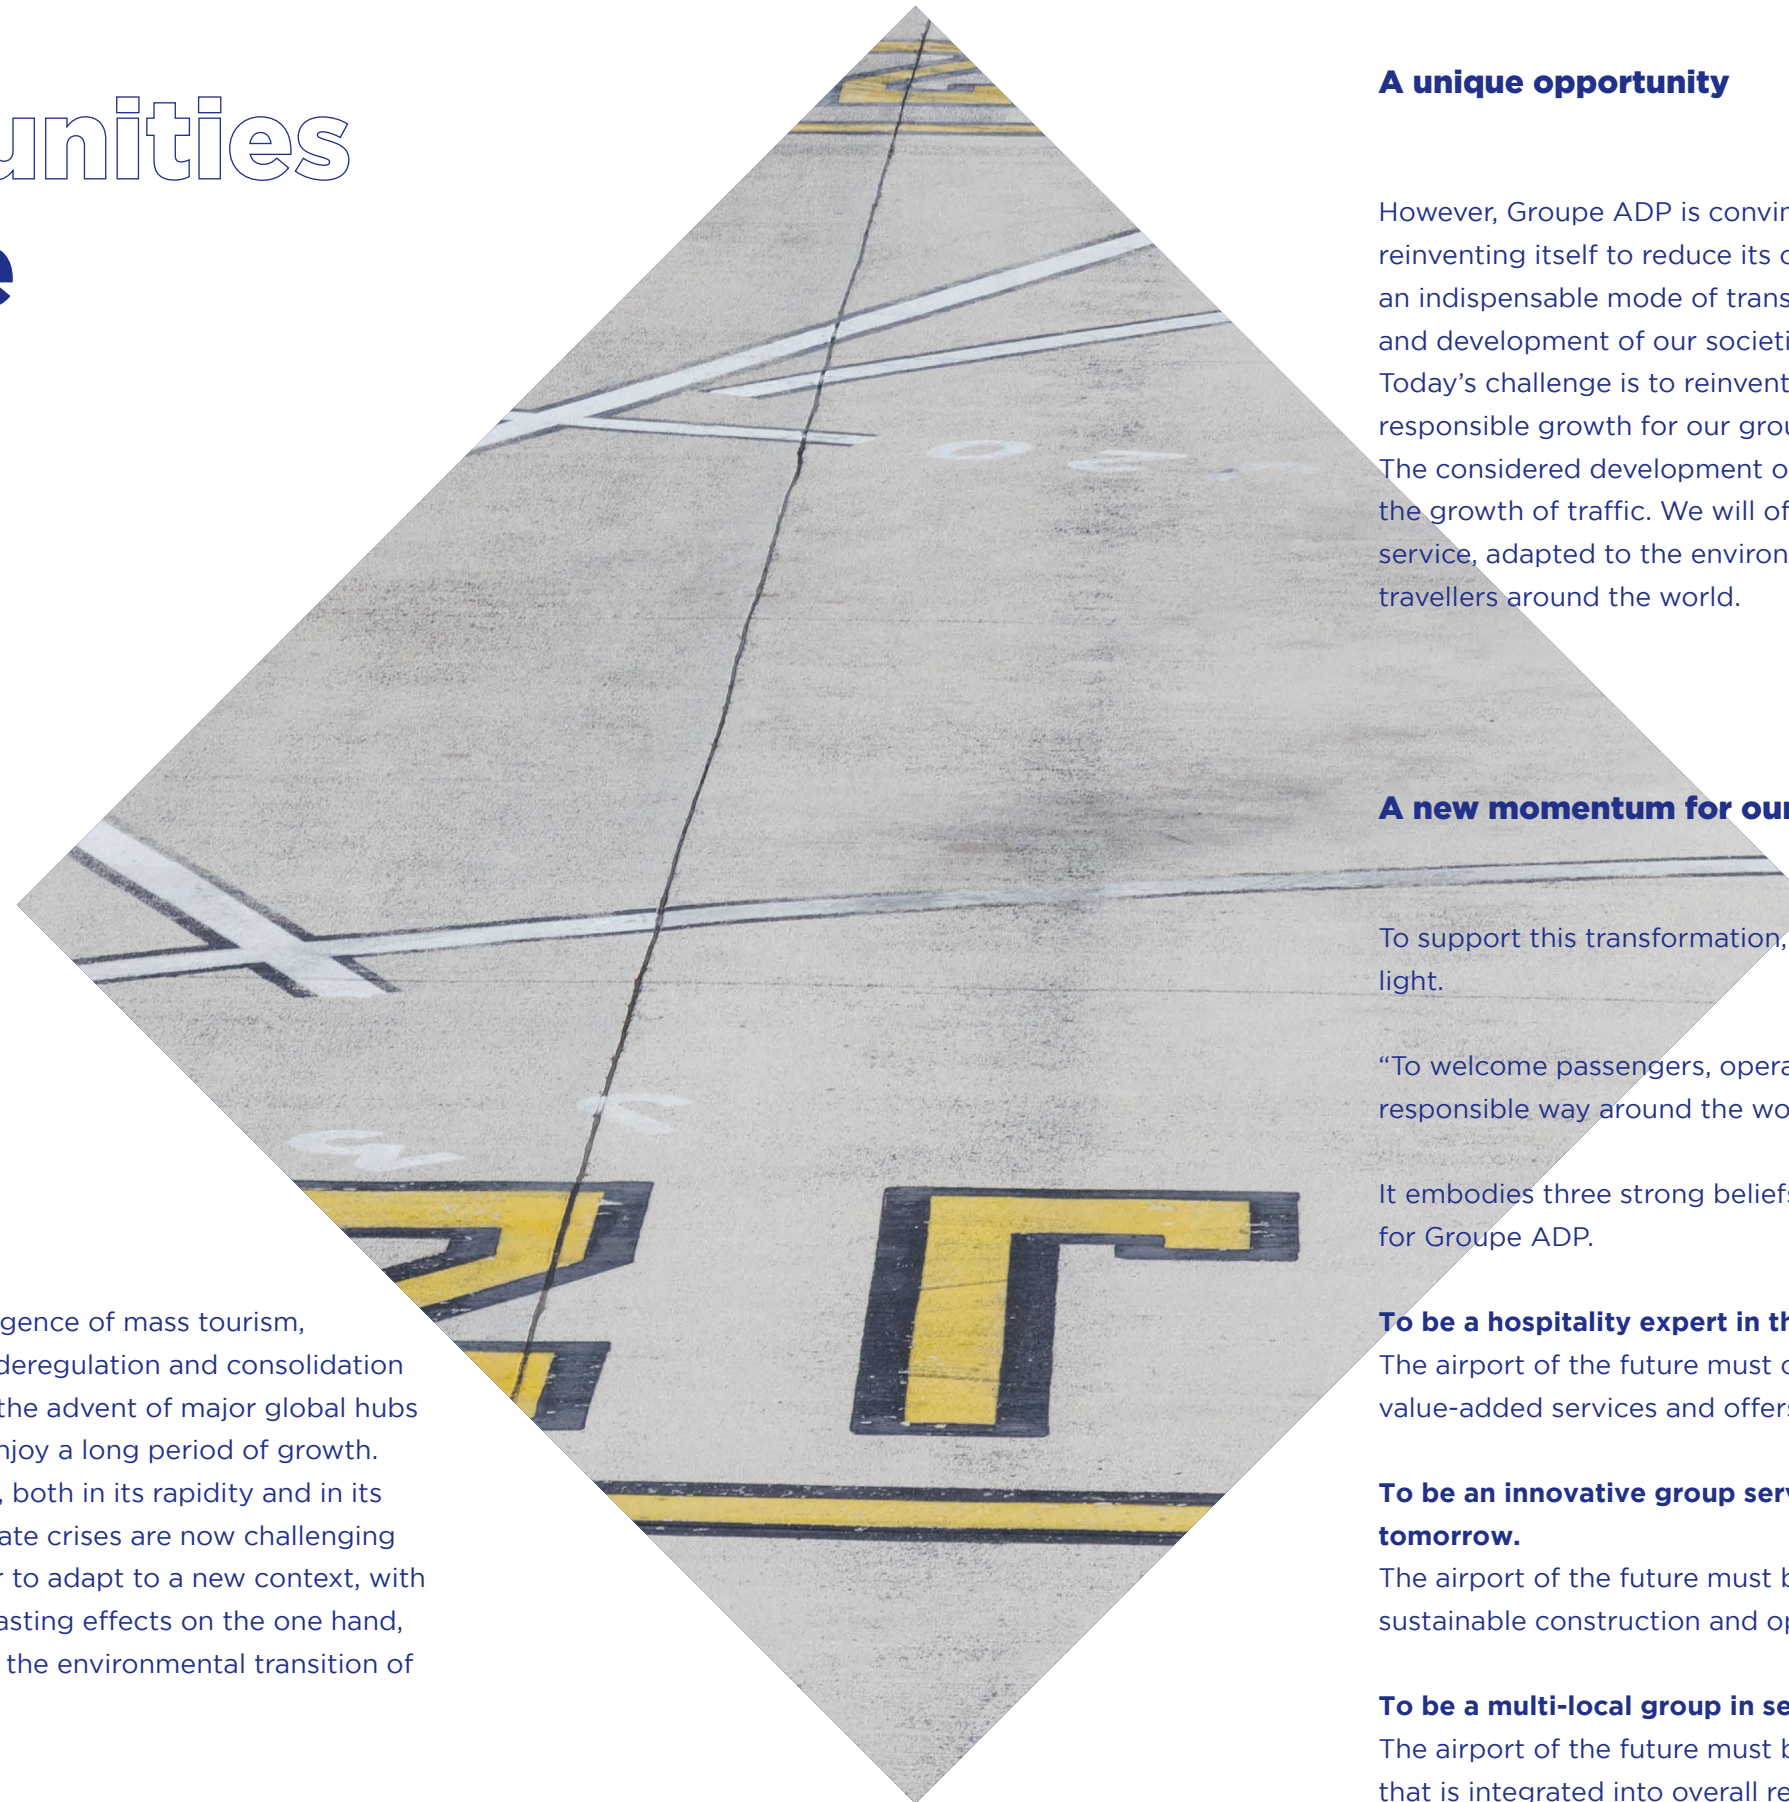 unities
e
gence of mass tourism,
deregulation and consolidation
the advent of major global hubs
njoy a long period of growth.
, both in its rapidity and in its
ate crises are now challenging
r to adapt to a new context, with
asting effects on the one hand,
the environmental transition of
A unique opportunity
However, Groupe ADP is convin
reinventing itself to reduce its c
an indispensable mode of trans
and development of our societi
Today’s challenge is to reinvent
responsible growth for our grou
The considered development o
the growth of traffic. We will of
service, adapted to the environ
travellers around the world.
A new momentum for our
To support this transformation,
light.
“To welcome passengers, opera
responsible way around the wo
It embodies three strong beliefs
for Groupe ADP.
To be a hospitality expert in th
The airport of the future must o
value-added services and offers
To be an innovative group serv
tomorrow.
The airport of the future must b
sustainable construction and op
To be a multi-local group in se
The airport of the future must b
that is integrated into overall re